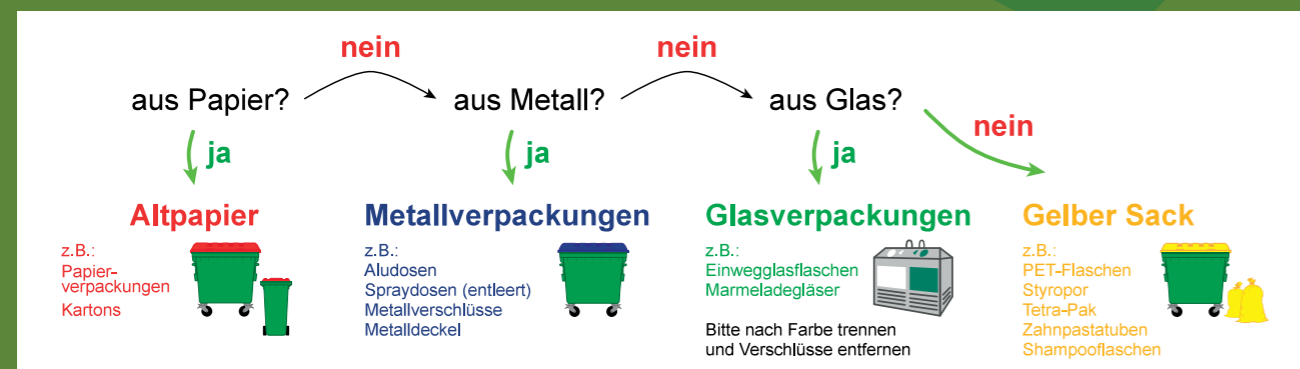 nein
nein
aus Papier?
aus Metall?
aus Glas?
nein
ja
ja
ja
Altpapier
z.B.:
Papier-
verpackungen
Kartons
Metallverpackungen
z.B.:
Aludosen
Spraydosen (entleert)
Metallverschlüsse
Metalldeckel
Glasverpackungen
z.B.:
Einwegglasflaschen
Marmeladegläser
Bitte nach Farbe trennen
und Verschlüsse entfernen
Gelber Sack
z.B.:
PET-Flaschen
Styropor
Tetra-Pak
Zahnpastatuben
Shampooflaschen